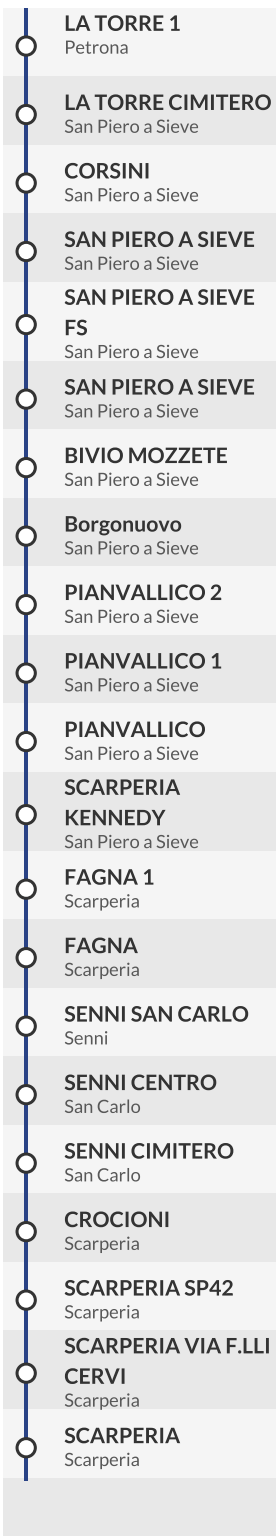 LA TORRE 1
Petrona
LA TORRE CIMITERO
San Piero a Sieve
CORSINI
San Piero a Sieve
SAN PIERO A SIEVE
San Piero a Sieve
SAN PIERO A SIEVE
FS
San Piero a Sieve
SAN PIERO A SIEVE
San Piero a Sieve
BIVIO MOZZETE
San Piero a Sieve
Borgonuovo
San Piero a Sieve
PIANVALLICO 2
San Piero a Sieve
PIANVALLICO 1
San Piero a Sieve
PIANVALLICO
San Piero a Sieve
SCARPERIA
KENNEDY
San Piero a Sieve
FAGNA 1
Scarperia
FAGNA
Scarperia
SENNI SAN CARLO
Senni
SENNI CENTRO
San Carlo
SENNI CIMITERO
San Carlo
CROCIONI
Scarperia
SCARPERIA SP42
Scarperia
SCARPERIA VIA F.LLI
CERVI
Scarperia
SCARPERIA
Scarperia